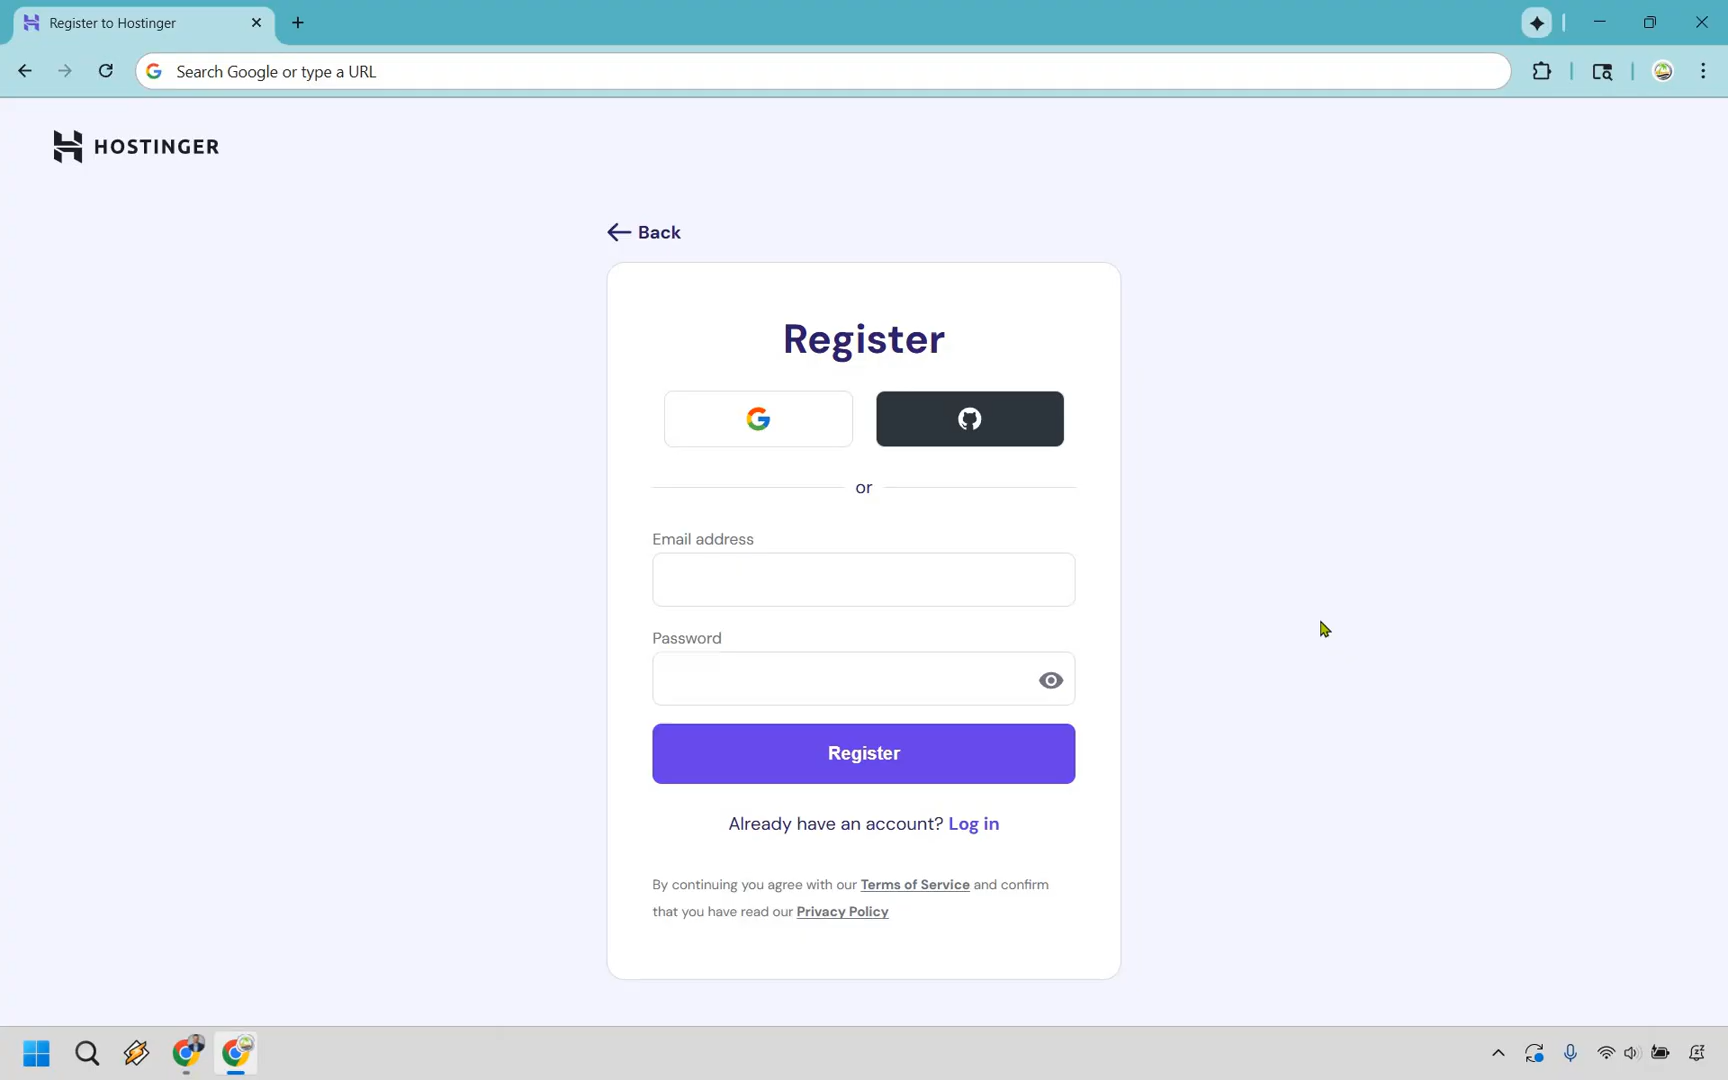 Register to Hostinger
Search Google or type a URL
HOSTINGER
Back
Register
or
Email address
Password
Register
Already have an account? Log in
By continuing you agree with our Terms of Service and confirm
that you have read our Privacy Policy